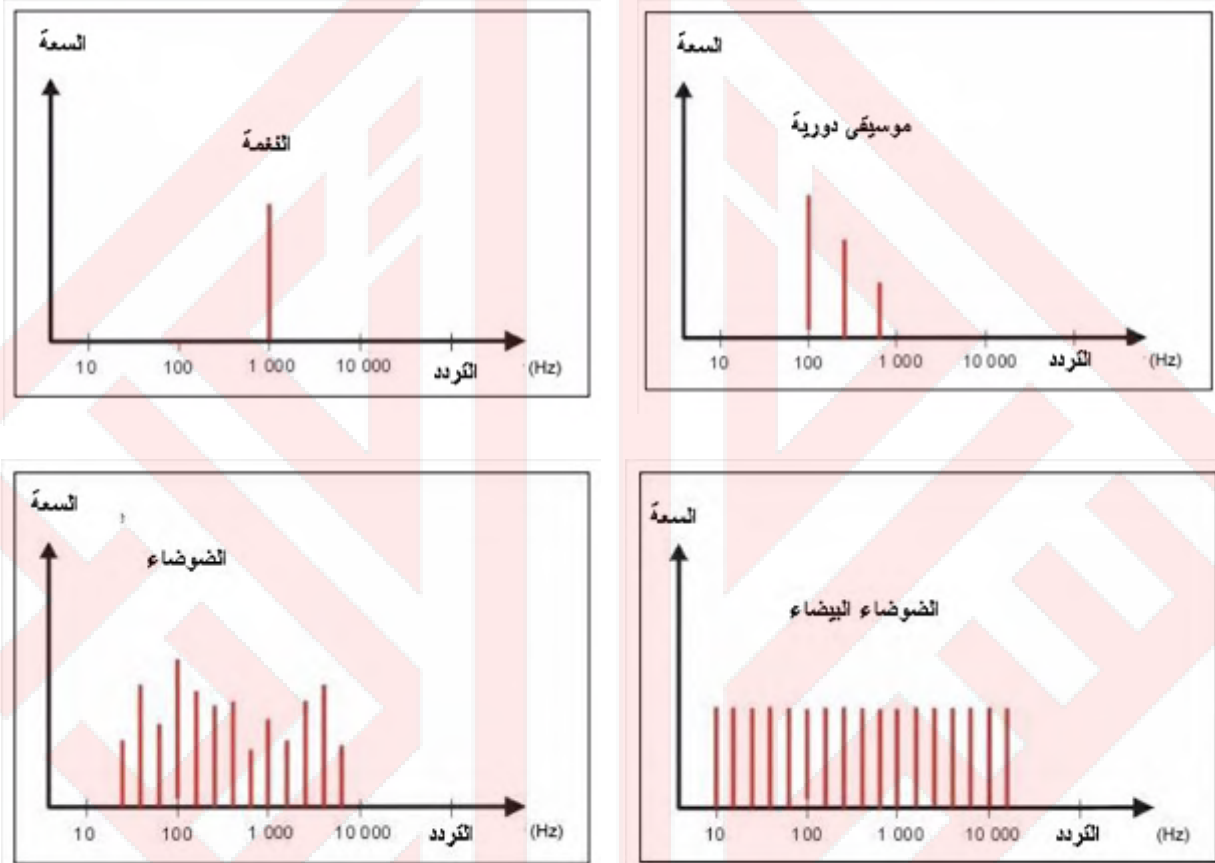 السعة
النغمة
10 100 1 000 10 000 التردد (Hz)
السعة
موسيقى دورية
10 100 1 000 10 000 التردد (Hz)
السعة
الضوضاء
10 100 1 000 10 000 التردد (Hz)
السعة
الضوضاء البيضاء
10 100 1 000 10 000 التردد (Hz)